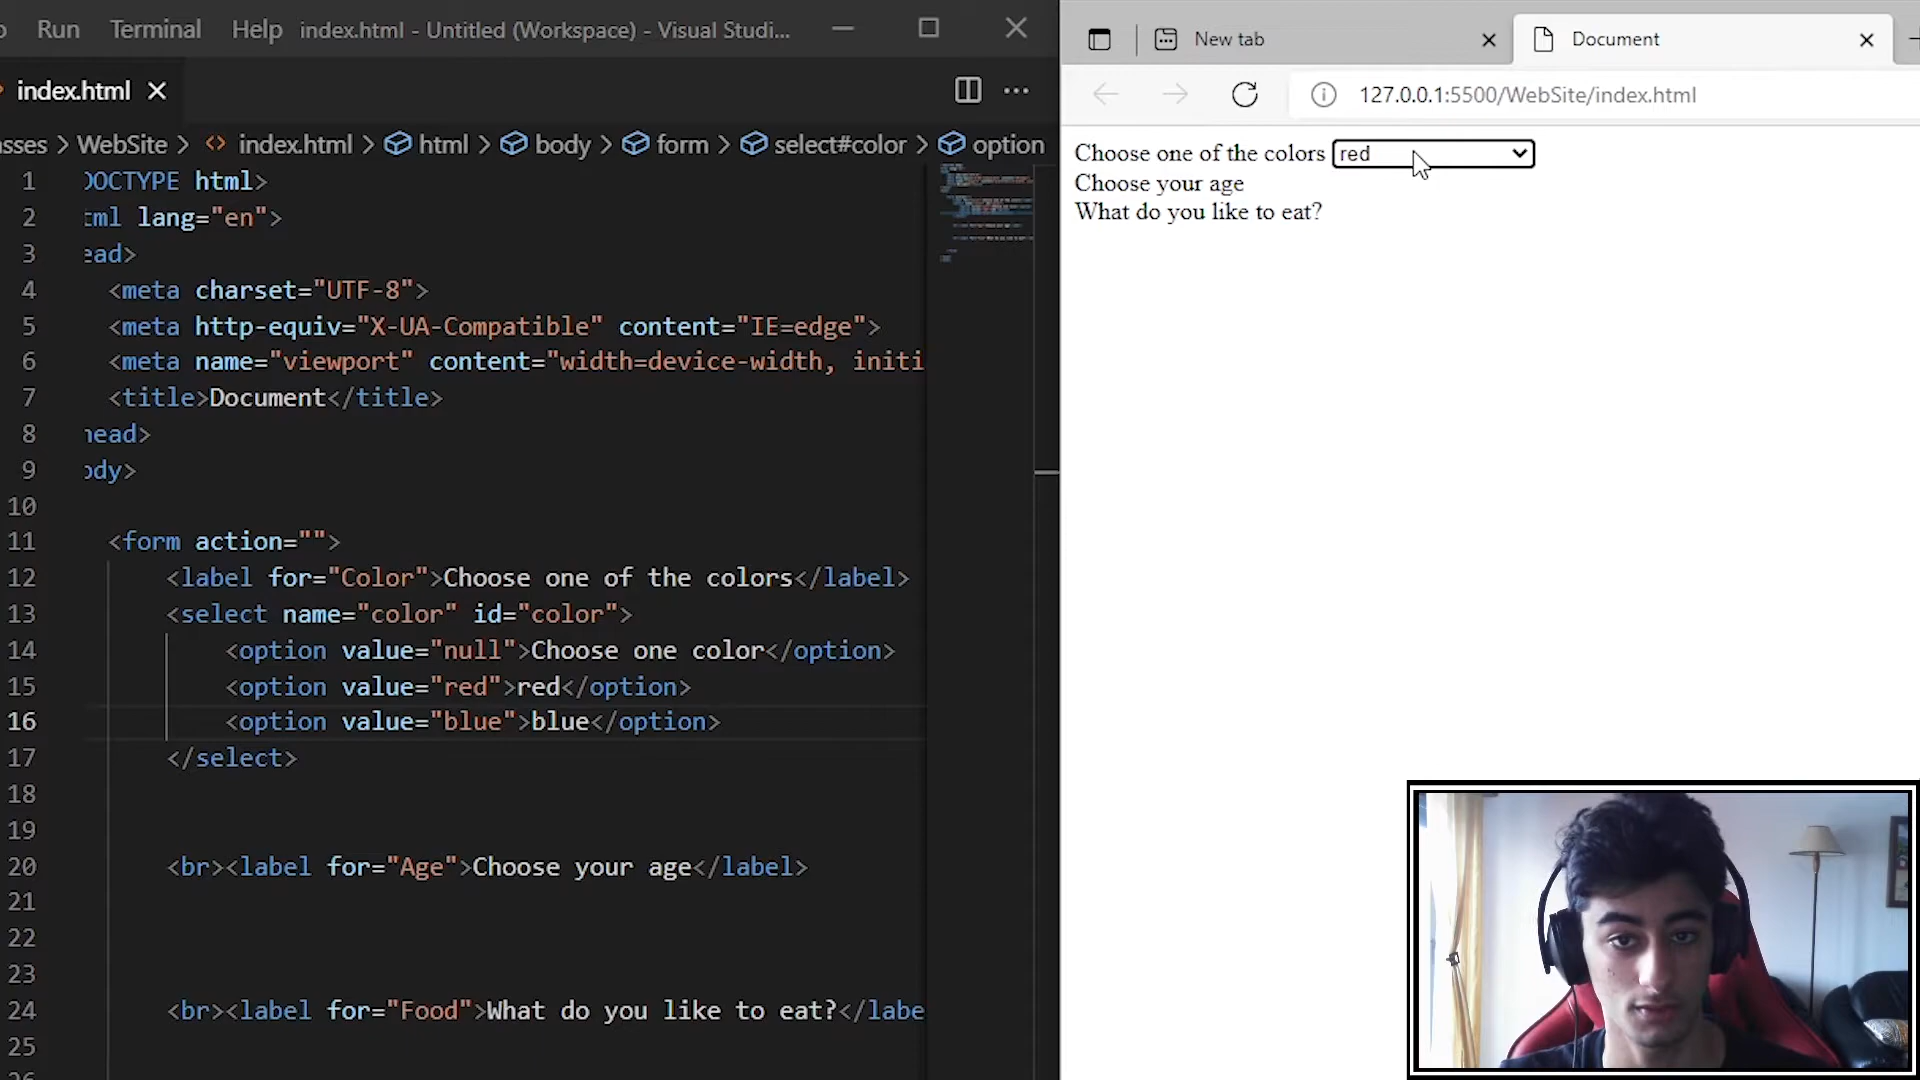 Run Terminal Help index.html - Untitled (Workspace) - Visual Studi...
index.html
asses > WebSite > index.html > html > body > form > select#color > option
1 DOCTYPE html>
2 tml lang="en">
3 ead>
4 <meta charset="UTF-8">
5 <meta http-equiv="X-UA-Compatible" content="IE=edge">
6 <meta name="viewport" content="width=device-width, initi
7 <title>Document</title>
8 head>
9 ody>
10
11 <form action="">
12 <label for="Color">Choose one of the colors</label>
13 <select name="color" id="color">
14 <option value="null">Choose one color</option>
15 <option value="red">red</option>
16 <option value="blue">blue</option>
17 </select>
18
19
20 <br><label for="Age">Choose your age</label>
21
22
23
24 <br><label for="Food">What do you like to eat?</labe
25
26
New tab
Document
127.0.0.1:5500/WebSite/index.html
Choose one of the colors red
Choose your age
What do you like to eat?